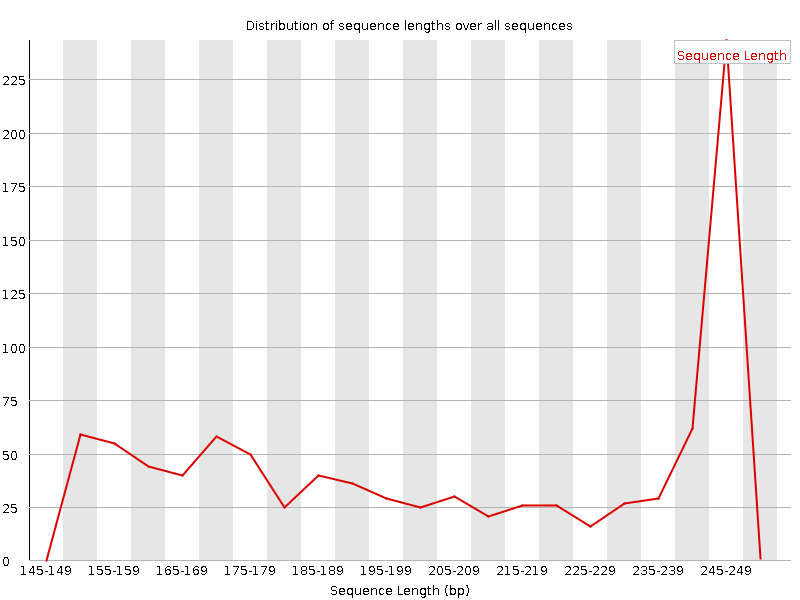 Distribution of sequence lengths over all sequences
Sequence Length
225
200
175
150
125
100
75
50
25
0
145-149 155-159 165-169 175-179 185-189 195-199 205-209 215-219 225-229 235-239 245-249
Sequence Length (bp)